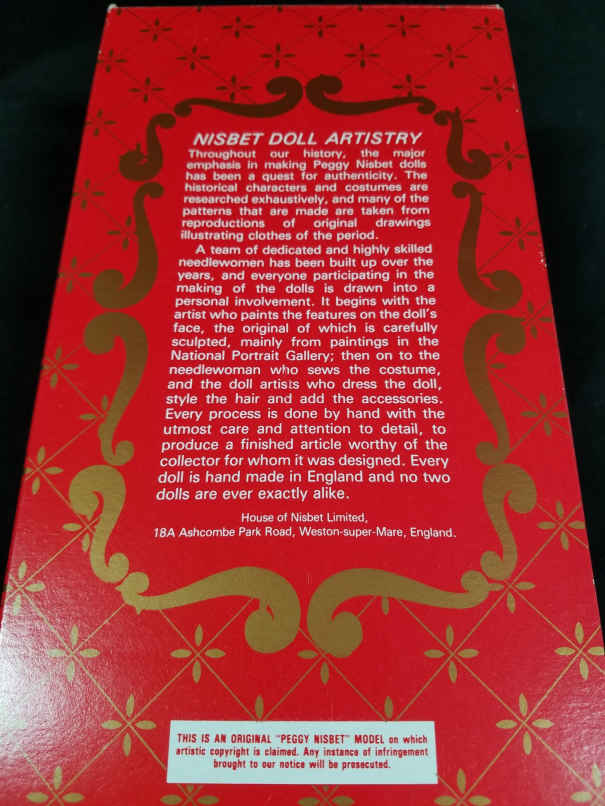 NISBET DOLL ARTISTRY
Throughout our history, the major
emphasis in making Peggy Nisbet dolls
has been a quest for authenticity. The
historical characters and costumes are
researched exhaustively, and many of the
patterns that are made are taken from
reproductions of original drawings
illustrating clothes of the period.
A team of dedicated and highly skilled
needlewomen has been built up over the
years, and everyone participating in the
making of the dolls is drawn into a
personal involvement. It begins with the
artist who paints the features on the doll's
face, the original of which is carefully
sculpted, mainly from paintings in the
National Portrait Gallery; then on to the
needlewoman who sews the costume,
and the doll artists who dress the doll,
style the hair and add the accessories.
Every process is done by hand with the
utmost care and attention to detail, to
produce a finished article worthy of the
collector for whom it was designed. Every
doll is hand made in England and no two
dolls are ever exactly alike.
House of Nisbet Limited,
18A Ashcombe Park Road, Weston-super-Mare, England.
THIS IS AN ORIGINAL "PEGGY NISBET" MODEL on which
artistic copyright is claimed. Any instance of infringement
brought to our notice will be prosecuted.